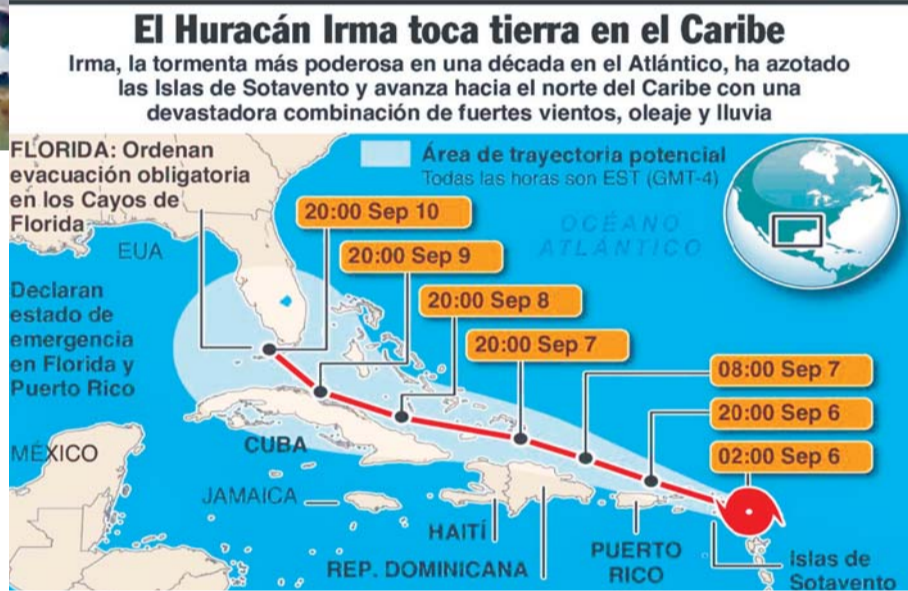 El Huracán Irma toca tierra en el Caribe
Irma, la tormenta más poderosa en una década en el Atlántico, ha azotado
las Islas de Sotavento y avanza hacia el norte del Caribe con una
devastadora combinación de fuertes vientos, oleaje y lluvia
FLORIDA: Ordenan
evacuación obligatoria
en los Cayos de
Florida
Área de trayectoria potencial
Todas las horas son EST (GMT-4)
OCÉANO
ATLÁNTICO
EUA
Declaran
estado de
emergencia
en Florida y
Puerto Rico
20:00 Sep 10
20:00 Sep 9
20:00 Sep 8
20:00 Sep 7
08:00 Sep 7
20:00 Sep 6
02:00 Sep 6
MÉXICO
CUBA
JAMAICA
HAITÍ
REP. DOMINICANA
PUERTO
RICO
Islas de
Sotavento